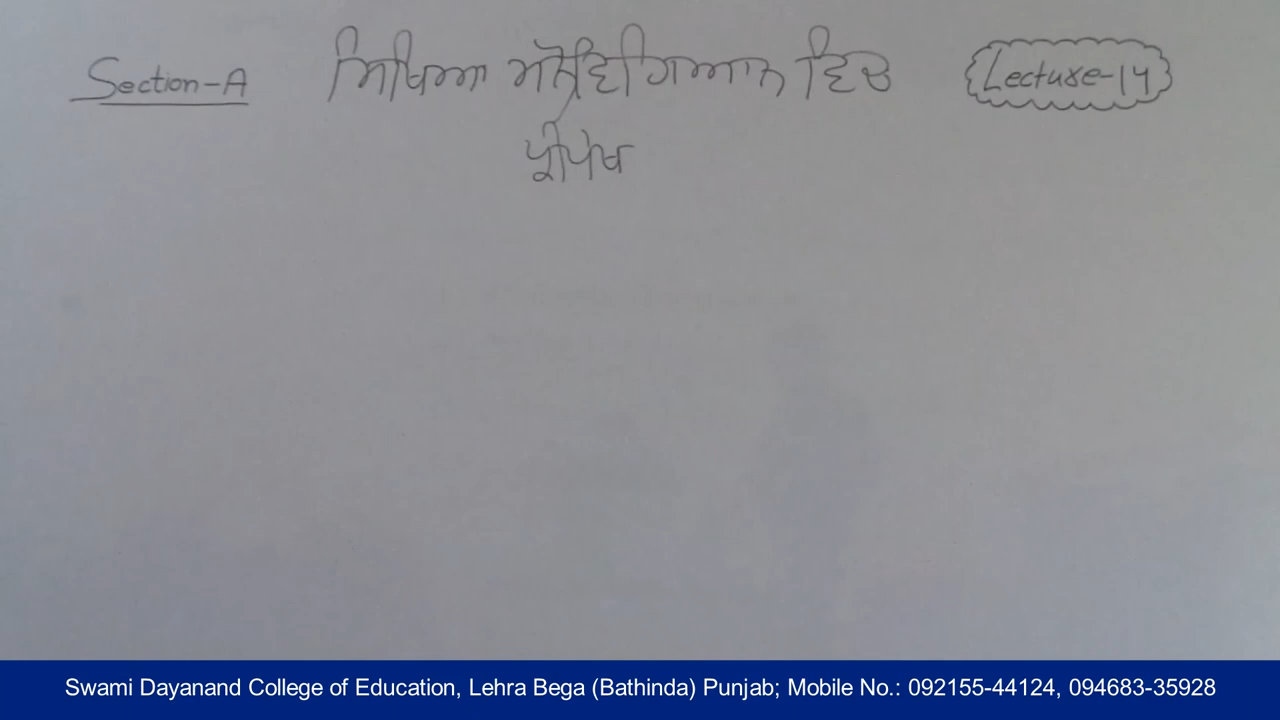 Section-A ਸਿਖਿਆ ਮਨੋਵਿਗਿਆਨ ਵਿਚ Lecture-14
ਪ੍ਰੀਪੇਖ
Swami Dayanand College of Education, Lehra Bega (Bathinda) Punjab; Mobile No.: 092155-44124, 094683-35928